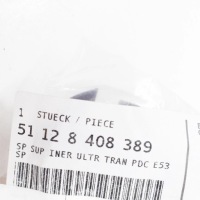 1 STUECK / PIECE
51 12 8 408 389
SP SUP INER ULTR TRAN PDC E53
SP